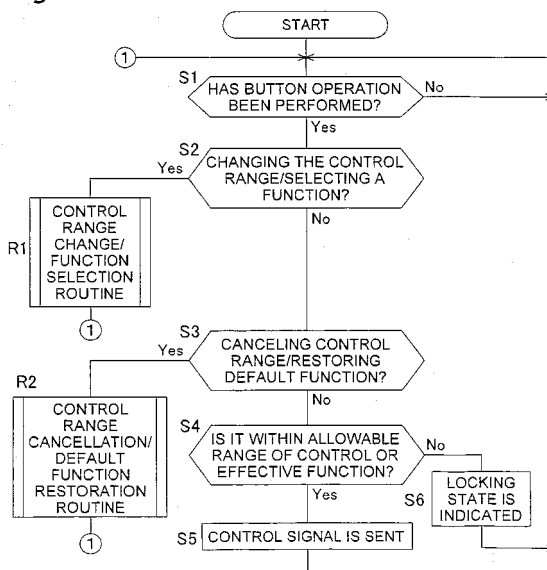 START
1
S1
HAS BUTTON OPERATION
BEEN PERFORMED?
No
Yes
S2
CHANGING THE CONTROL
RANGE/SELECTING A
FUNCTION?
Yes
No
R1
CONTROL
RANGE
CHANGE/
FUNCTION
SELECTION
ROUTINE
1
S3
CANCELING CONTROL
RANGE/RESTORING
DEFAULT FUNCTION?
Yes
No
R2
CONTROL
RANGE
CANCELLATION/
DEFAULT
FUNCTION
RESTORATION
ROUTINE
1
S4
IS IT WITHIN ALLOWABLE
RANGE OF CONTROL OR
EFFECTIVE FUNCTION?
No
Yes
S6
LOCKING
STATE IS
INDICATED
S5
CONTROL SIGNAL IS SENT